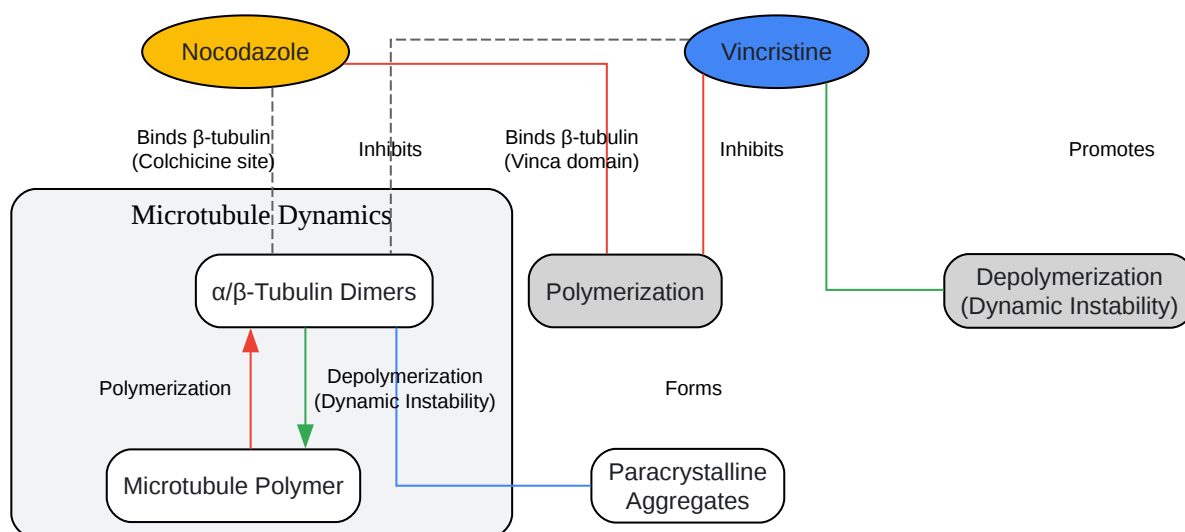 Nocodazole
Vincristine
Binds β-tubulin
(Colchicine site)
Inhibits
Binds β-tubulin
(Vinca domain)
Inhibits
Promotes
Microtubule Dynamics
α/β-Tubulin Dimers
Polymerization
Depolymerization
(Dynamic Instability)
Polymerization
Depolymerization
(Dynamic Instability)
Forms
Microtubule Polymer
Paracrystalline
Aggregates